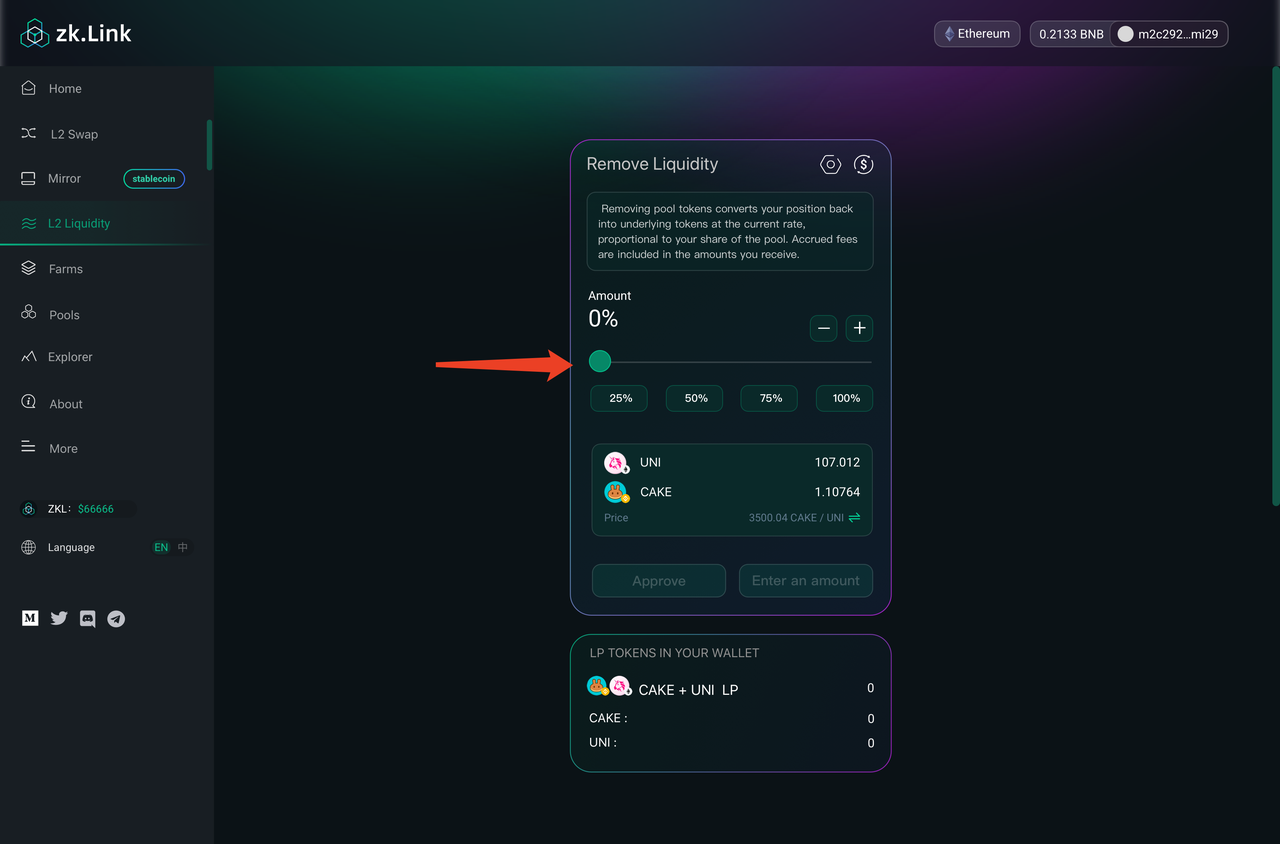 zk.Link
Ethereum
0.2133 BNB
m2c292...mi29
Home
L2 Swap
Mirror
stablecoin
L2 Liquidity
Farms
Pools
Explorer
About
More
ZKL: $66666
Language
EN 中
M
Remove Liquidity
Removing pool tokens converts your position back
into underlying tokens at the current rate,
proportional to your share of the pool. Accrued fees
are included in the amounts you receive.
Amount
0%
25% 50% 75% 100%
UNI 107.012
CAKE 1.10764
Price 3500.04 CAKE / UNI
Approve
Enter an amount
LP TOKENS IN YOUR WALLET
CAKE + UNI LP 0
CAKE : 0
UNI : 0